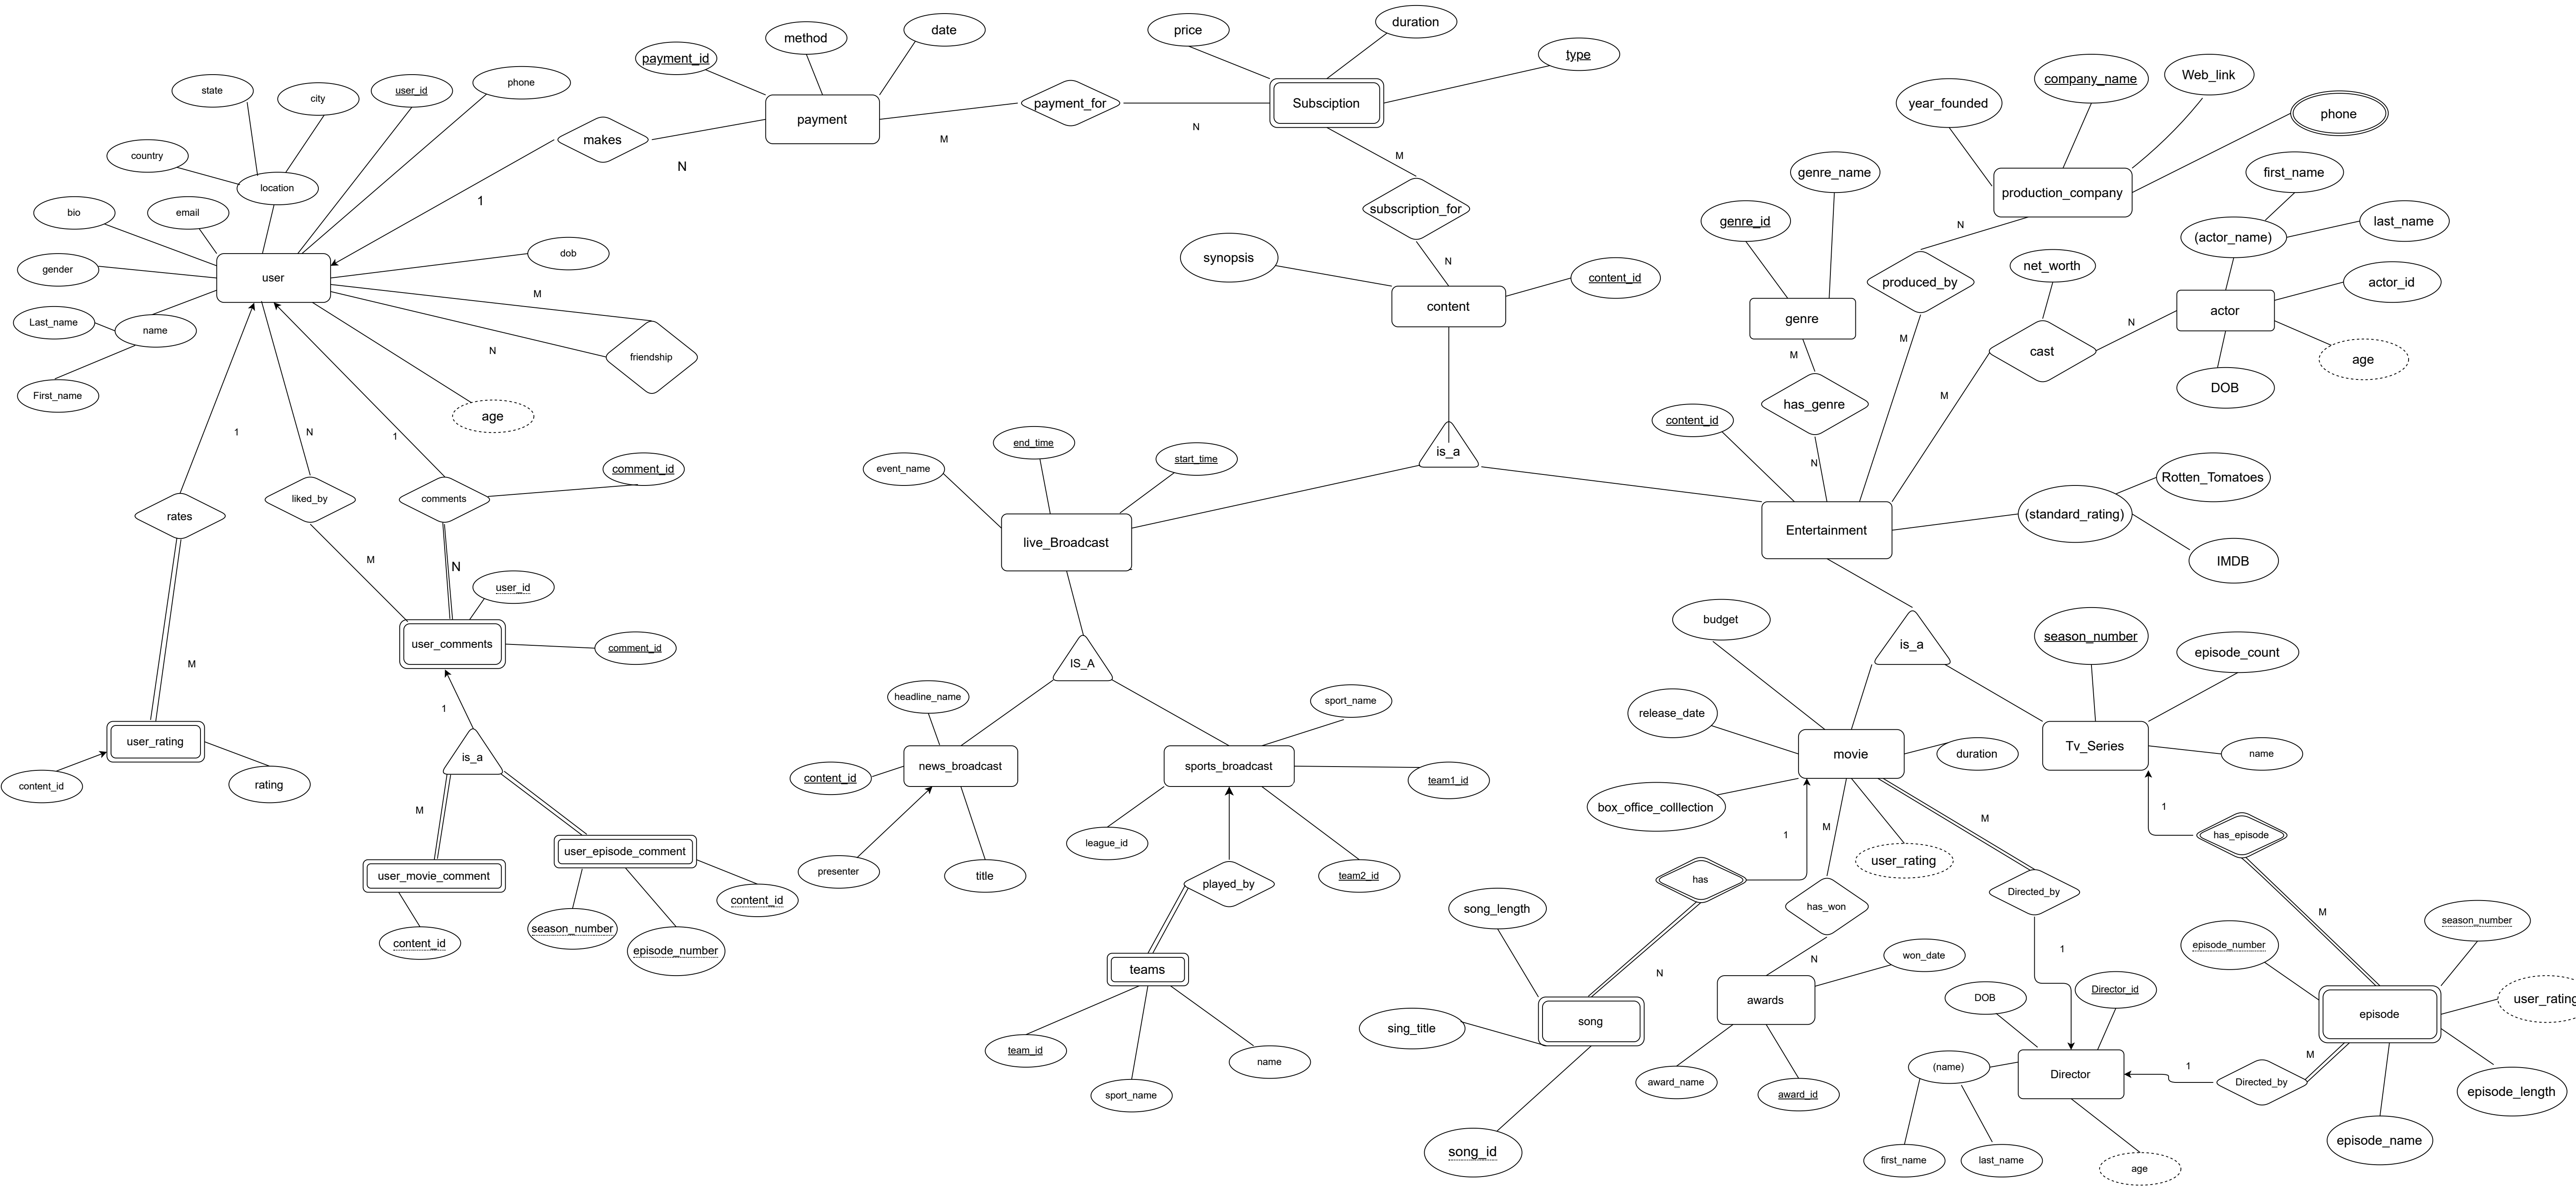 price
duration
type
payment_id
method
date
Subsciption
payment_for
payment
makes
M
N
N
1
state
city
user_id
phone
country
location
bio
email
gender
user
dob
Last_name
name
First_name
M
N
friendship
age
1
N
1
rates
liked_by
comments
comment_id
M
N
user_id
user_comments
comment_id
M
user_rating
content_id
rating
1
is_a
M
user_movie_comment
user_episode_comment
content_id
season_number
episode_number
content_id
M
subscription_for
N
synopsis
content_id
content
is_a
event_name
end_time
start_time
live_Broadcast
IS_A
headline_name
content_id
news_broadcast
presenter
title
sport_name
sports_broadcast
team1_id
league_id
team2_id
played_by
teams
team_id
sport_name
name
year_founded
company_name
Web_link
phone
production_company
genre_name
genre_id
genre
M
has_genre
N
N
produced_by
M
first_name
(actor_name)
last_name
actor_id
actor
age
DOB
net_worth
cast
N
M
content_id
Entertainment
(standard_rating)
Rotten_Tomatoes
IMDB
is_a
budget
release_date
movie
duration
box_office_colllection
user_rating
season_number
episode_count
Tv_Series
name
1
has_episode
M
1
has
N
song_length
sing_title
song
song_id
M
has_won
N
awards
won_date
award_name
award_id
M
Directed_by
1
DOB
Director_id
(name)
Director
first_name
last_name
age
1
Directed_by
M
episode_number
season_number
episode
user_rating
episode_length
episode_name